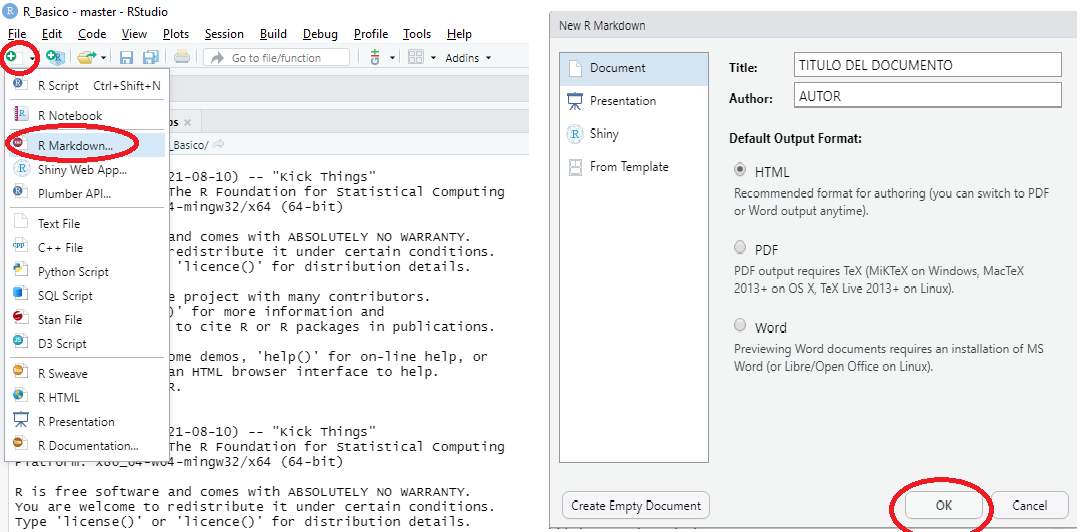 R_Basico - master - RStudio
File Edit Code View Plots Session Build Debug Profile Tools Help
Go to file/function
Addins
R Script Ctrl+Shift+N
R Notebook
R Markdown...
Shiny Web App...
Plumber API...
Text File
C++ File
Python Script
SQL Script
Stan File
D3 Script
R Sweave
R HTML
R Presentation
R Documentation...
_Basico/
21-08-10) -- "Kick Things"
The R Foundation for Statistical Computing
4-mingw32/x64 (64-bit)
and comes with ABSOLUTELY NO WARRANTY.
redistribute it under certain conditions.
'licence()' for distribution details.
e project with many contributors.
)' for more information and
to cite R or R packages in publications.
ome demos, 'help()' for on-line help, or
an HTML browser interface to help.
R.
21-08-10) -- "Kick Things"
The R Foundation for Statistical Computing
Platform: x86_64-w64-mingw32/x64 (64-bit)
R is free software and comes with ABSOLUTELY NO WARRANTY.
You are welcome to redistribute it under certain conditions.
Type 'license()' or 'licence()' for distribution details.
New R Markdown
Document
Presentation
Shiny
From Template
Title: TITULO DEL DOCUMENTO
Author: AUTOR
Default Output Format:
HTML
Recommended format for authoring (you can switch to PDF
or Word output anytime).
PDF
PDF output requires TeX (MiKTeX on Windows, MacTeX
2013+ on OS X, TeX Live 2013+ on Linux).
Word
Previewing Word documents requires an installation of MS
Word (or Libre/Open Office on Linux).
Create Empty Document
OK
Cancel